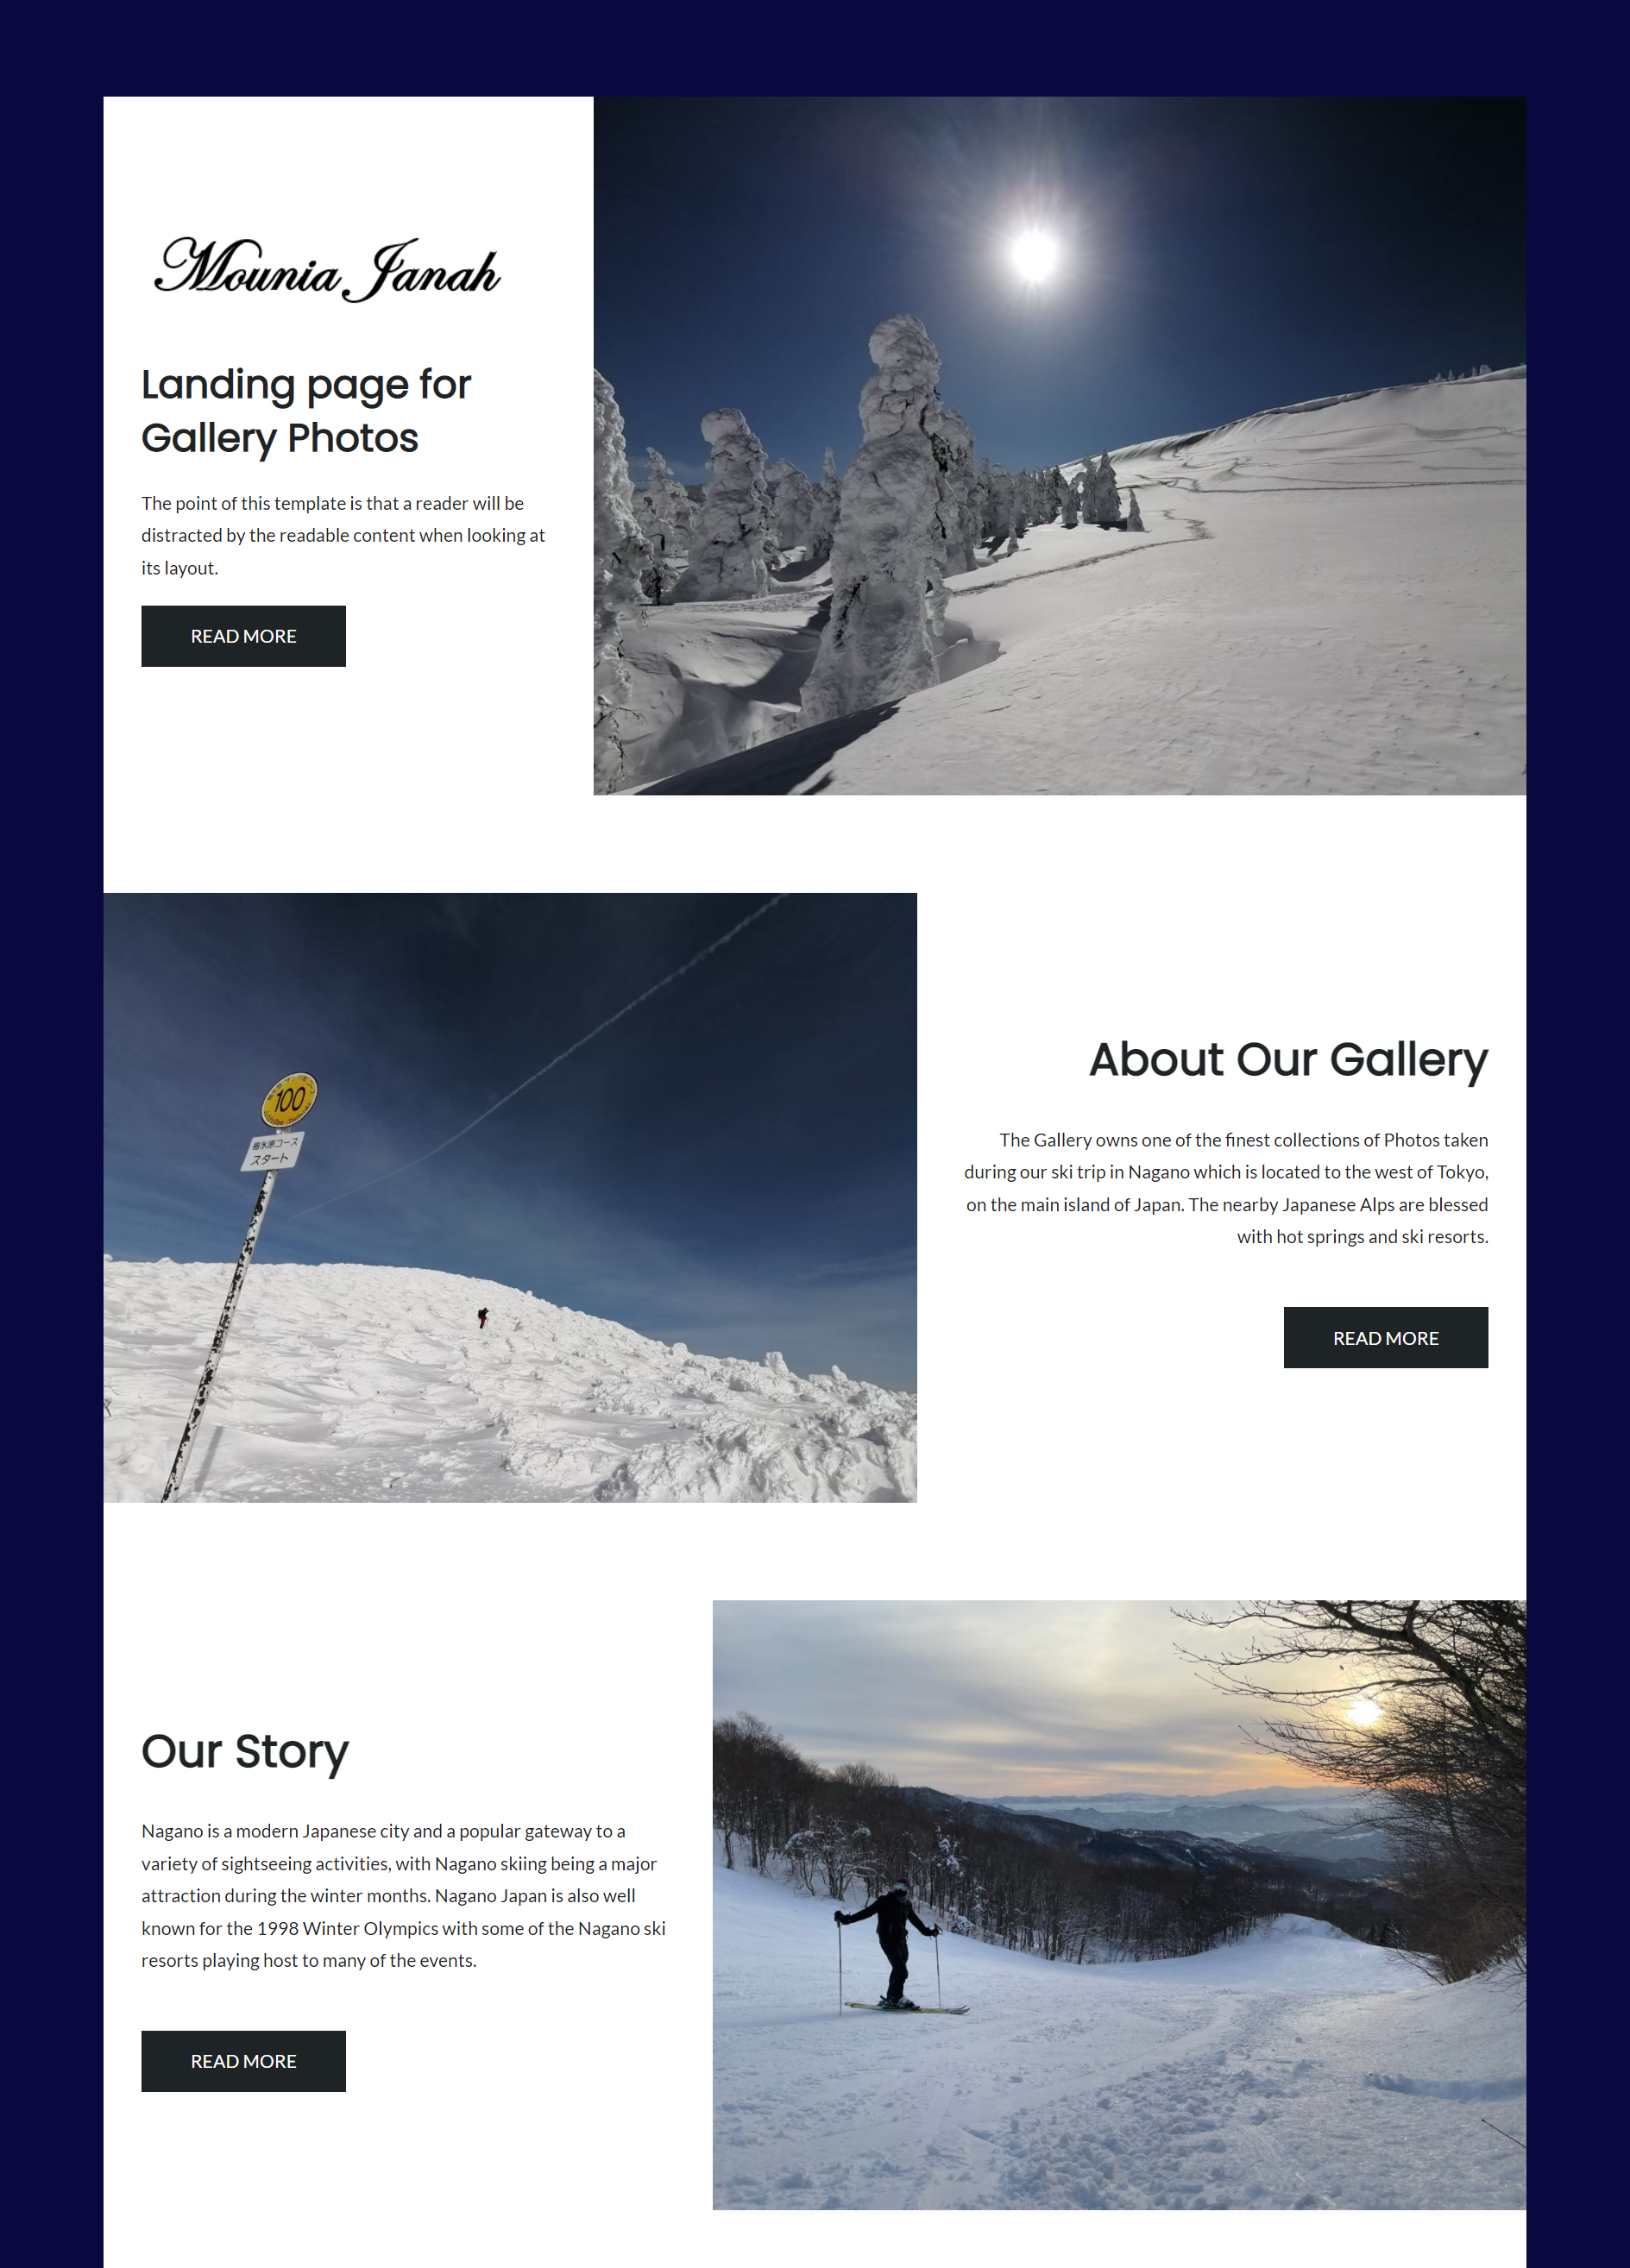 Mounia Janah
Landing page for
Gallery Photos
The point of this template is that a reader will be
distracted by the readable content when looking at
its layout.
READ MORE
100
樹氷原コース
スタート
About Our Gallery
The Gallery owns one of the finest collections of Photos taken
during our ski trip in Nagano which is located to the west of Tokyo,
on the main island of Japan. The nearby Japanese Alps are blessed
with hot springs and ski resorts.
READ MORE
Our Story
Nagano is a modern Japanese city and a popular gateway to a
variety of sightseeing activities, with Nagano skiing being a major
attraction during the winter months. Nagano Japan is also well
known for the 1998 Winter Olympics with some of the Nagano ski
resorts playing host to many of the events.
READ MORE